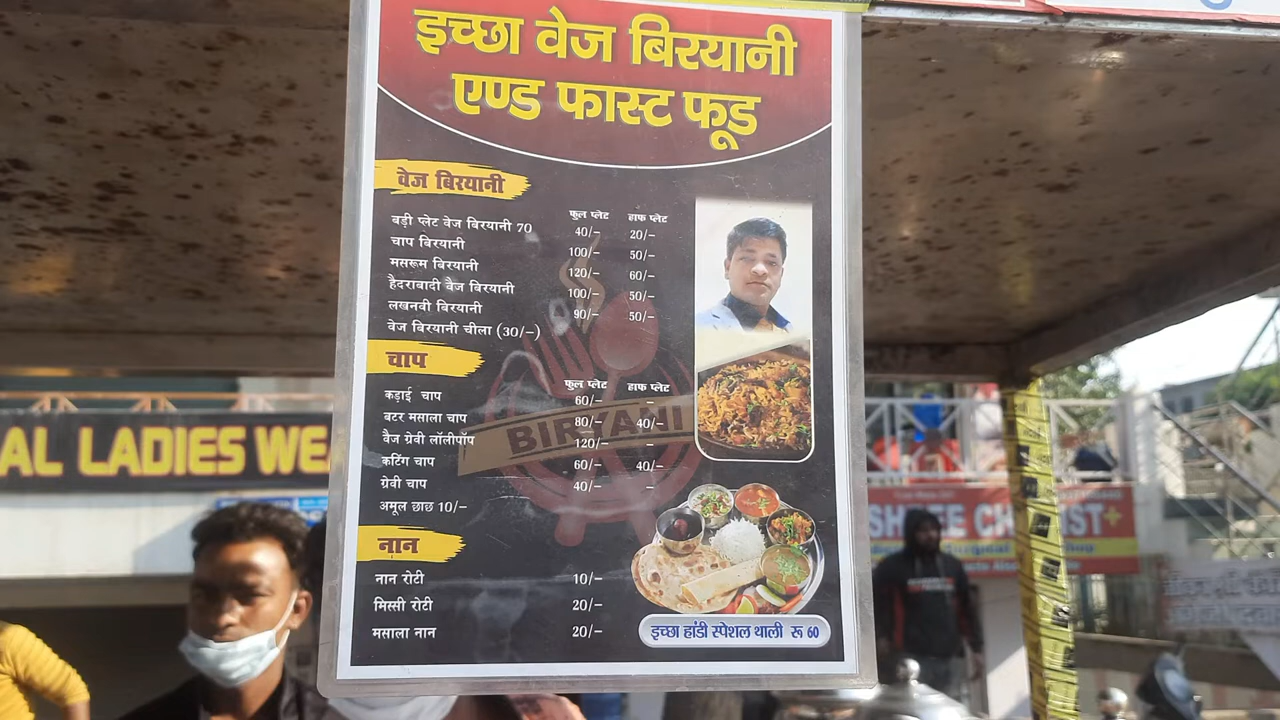 इच्छा वेज बिरयानी
एण्ड फास्ट फूड
वेज बिरयानी
फुल प्लेट हाफ प्लेट
बड़ी प्लेट वेज बिरयानी 70 40/- 20/-
चाप बिरयानी 100/- 50/-
मसरूम बिरयानी 120/- 60/-
हैदराबादी वैज बिरयानी 100/- 50/-
लखनवी बिरयानी 90/- 50/-
वेज बिरयानी चीला (30/-)
चाप
फुल प्लेट हाफ प्लेट
कड़ाई चाप 60/- -
बटर मसाला चाप 80/- 40/-
वैज ग्रेवी लॉलीपॉप 120/- -
कटिंग चाप 60/- 40/-
ग्रेवी चाप 40/- -
अमूल छाछ 10/-
BIRYANI
नान
नान रोटी 10/-
मिस्सी रोटी 20/-
मसाला नान 20/-
इच्छा हांडी स्पेशल थाली रू 60
AL LADIES WE